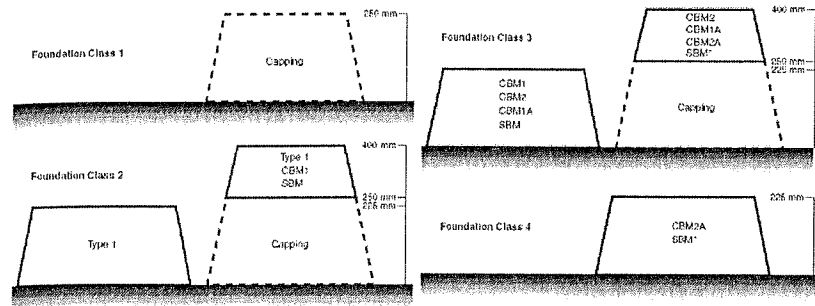 Foundation Class 1
250 mm
Capping
Foundation Class 2
400 mm
Type 1
CBM1
SBM
250 mm
225 mm
Type 1
Capping
Foundation Class 3
400 mm
CBM2
CBM1A
CBM2A
SBM*
250 mm
225 mm
CBM1
CBM2
CBM1A
SBM
Capping
Foundation Class 4
225 mm
CBM2A
SBM*